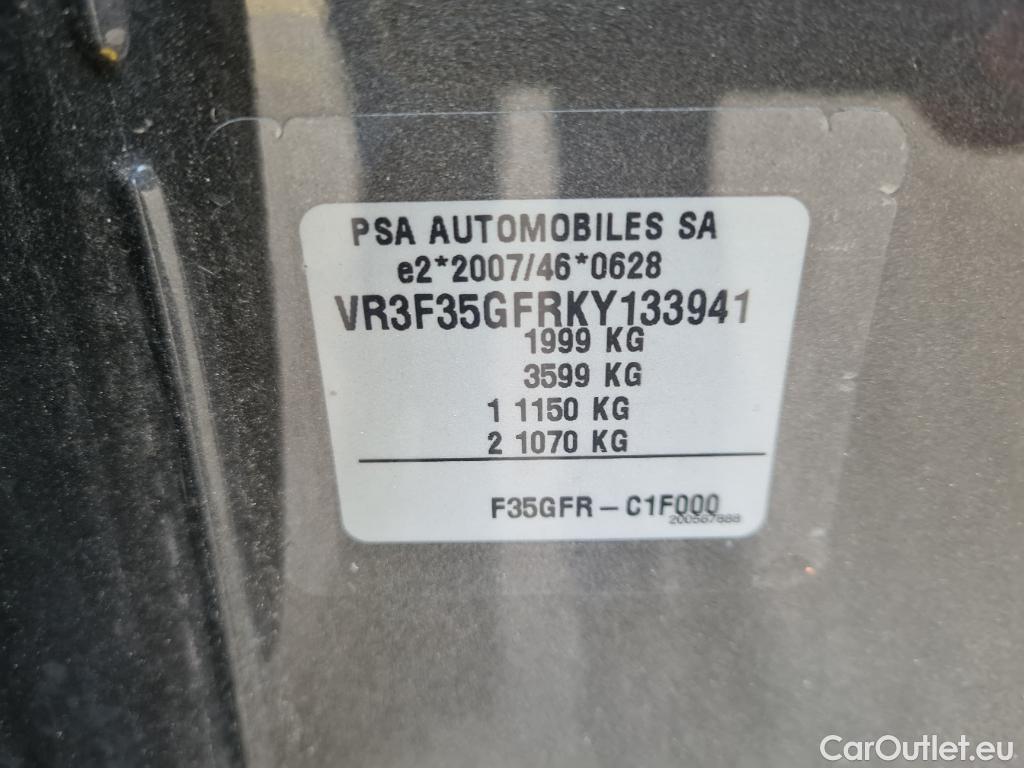 PSA AUTOMOBILES SA
e2*2007/46*0628
VR3F35GFRKY133941
1999 KG
3599 KG
1 1150 KG
2 1070 KG
F35GFR – C1F000
CarOutlet.eu